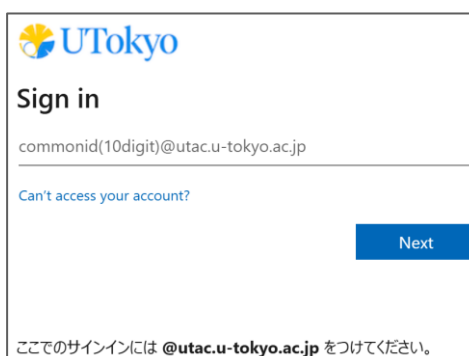 UTokyo
Sign in
commonid(10digit)@utac.u-tokyo.ac.jp
Can't access your account?
Next
ここでのサインインには @utac.u-tokyo.ac.jp をつけてください。